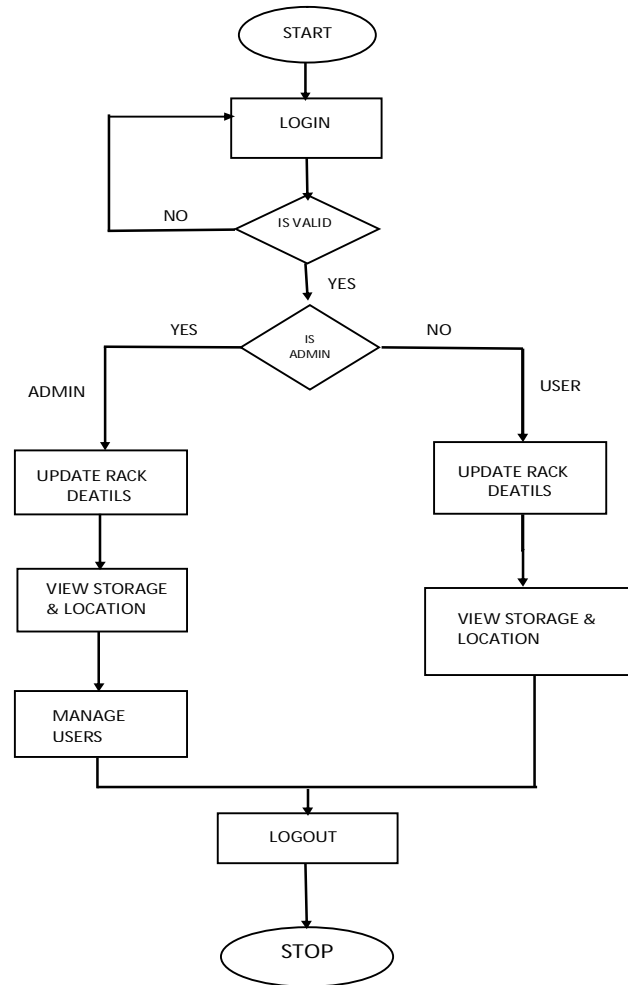 START
LOGIN
NO
IS VALID
YES
YES
IS
ADMIN
NO
ADMIN
USER
UPDATE RACK
DEATILS
UPDATE RACK
DEATILS
VIEW STORAGE
& LOCATION
VIEW STORAGE &
LOCATION
MANAGE
USERS
LOGOUT
STOP